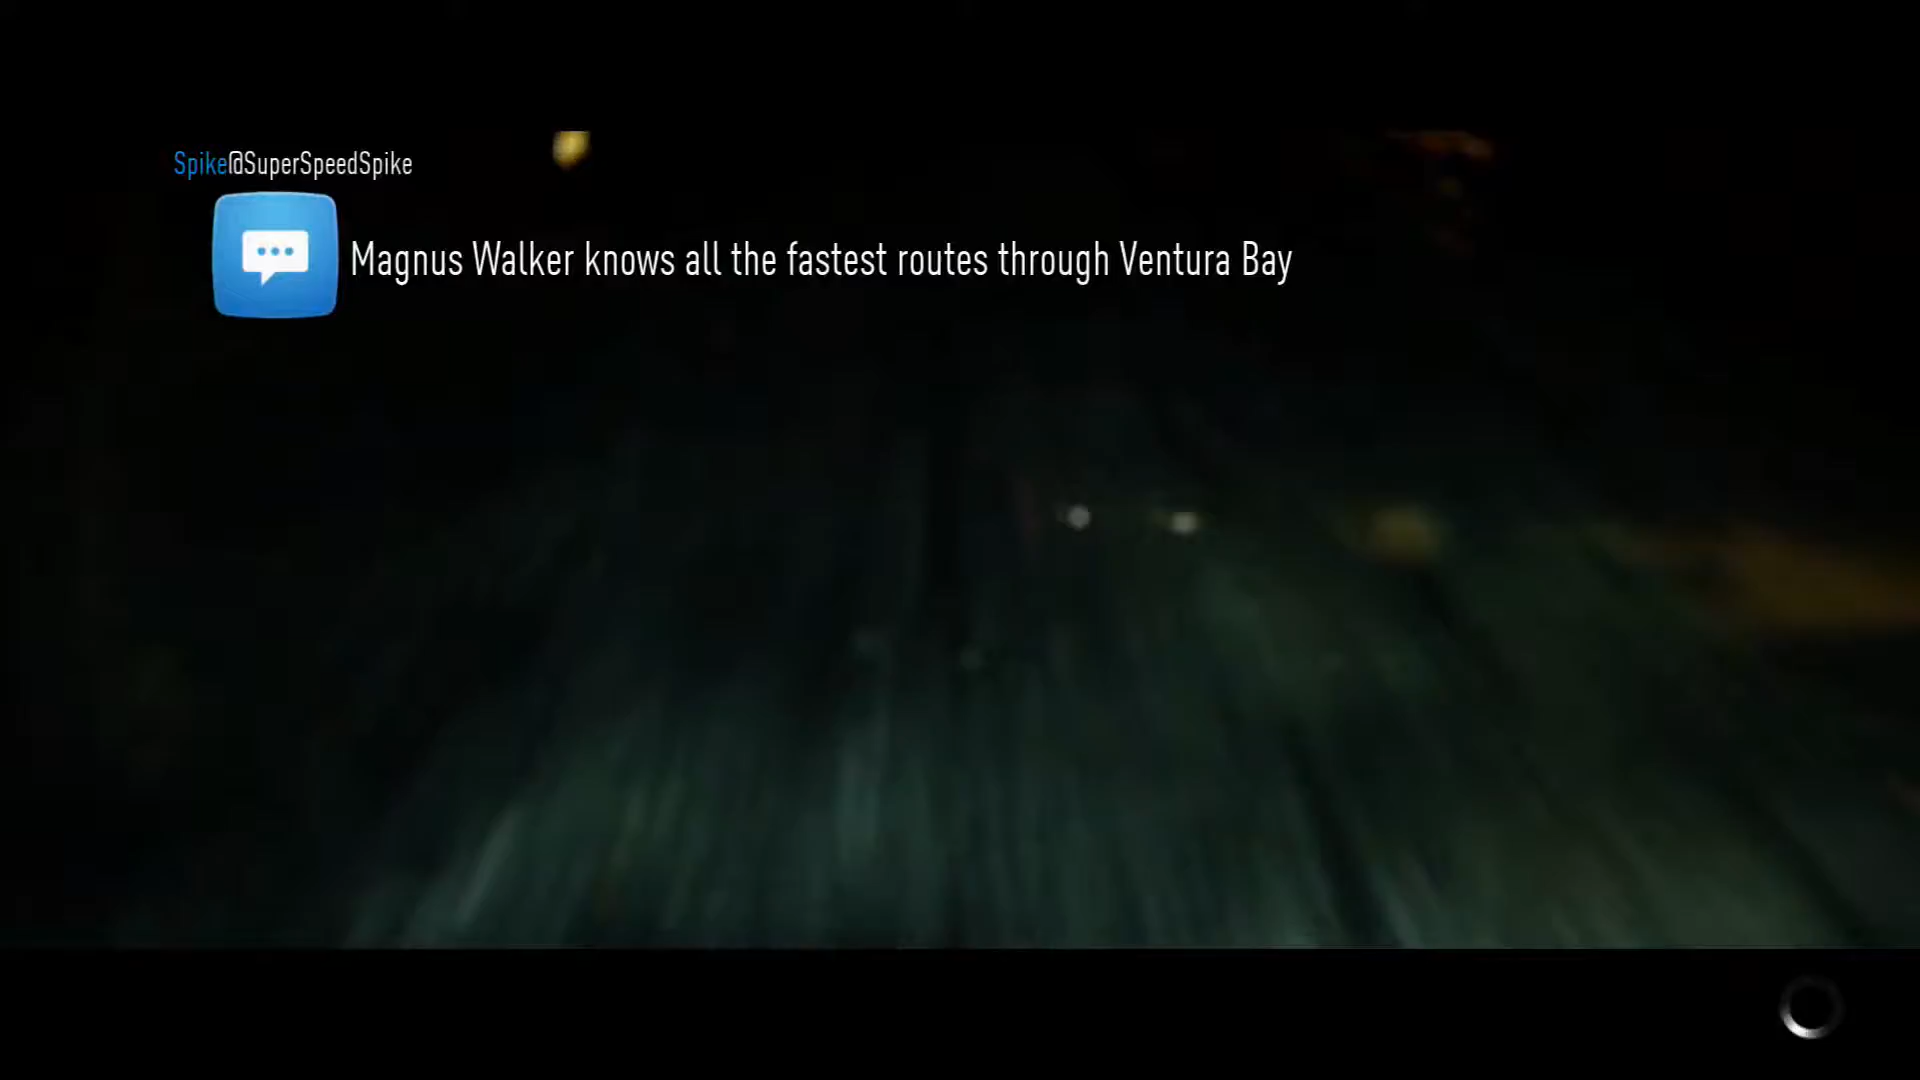 Spike@SuperSpeedSpike
Magnus Walker knows all the fastest routes through Ventura Bay